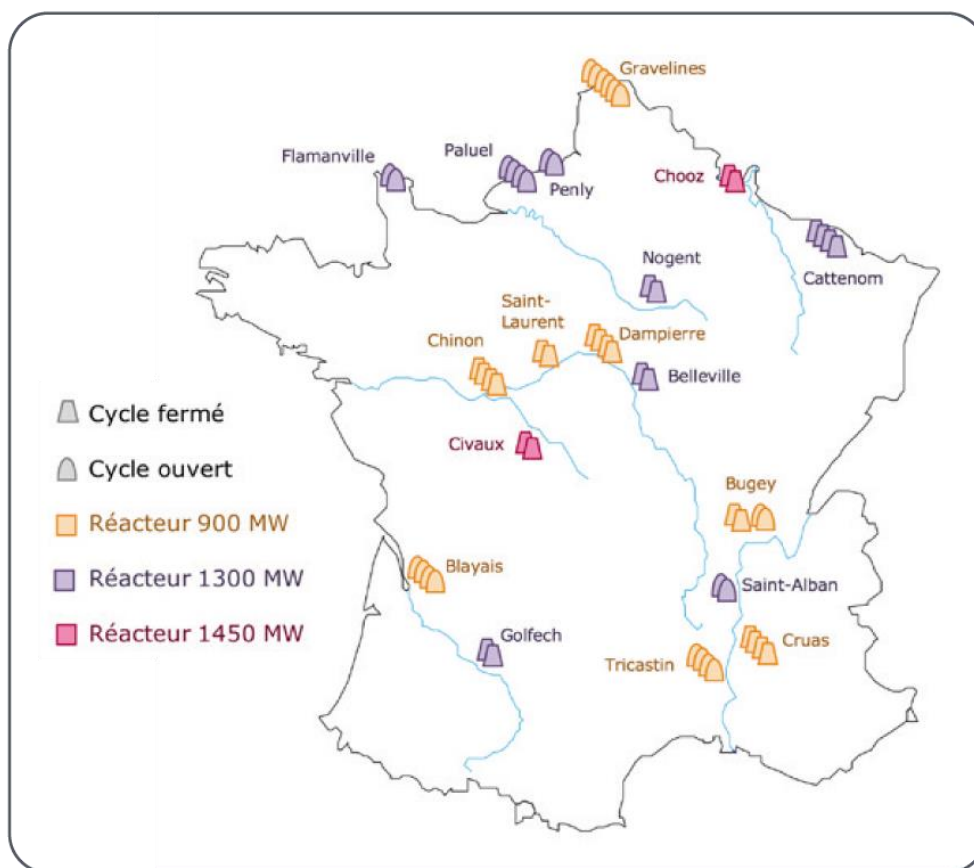 Gravelines
Flamanville
Paluel
Penly
Chooz
Cattenom
Nogent
Saint-
Laurent
Chinon
Dampierre
Belleville
Civaux
Cycle fermé
Cycle ouvert
Réacteur 900 MW
Réacteur 1300 MW
Réacteur 1450 MW
Bugey
Blayais
Saint-Alban
Golfech
Tricastin
Cruas